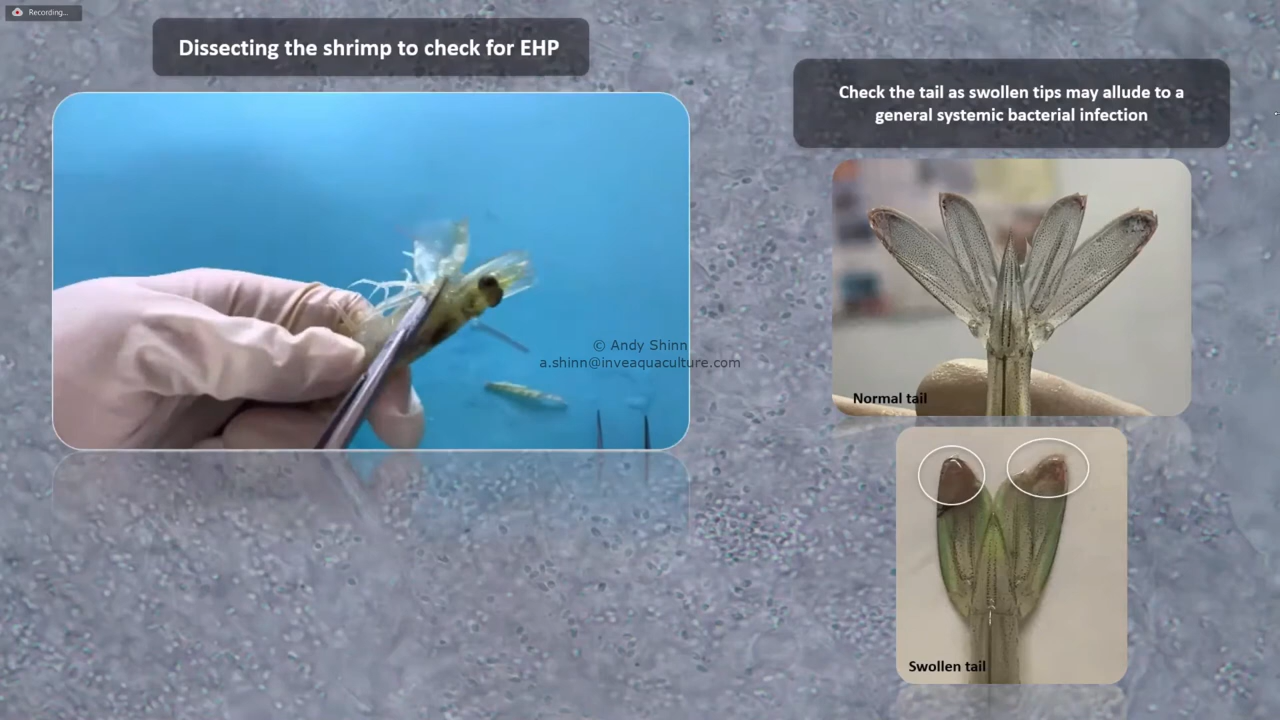 Recording...
Dissecting the shrimp to check for EHP
© Andy Shinn
a.shinn@inveaquaculture.com
Check the tail as swollen tips may allude to a
general systemic bacterial infection
Normal tail
Swollen tail